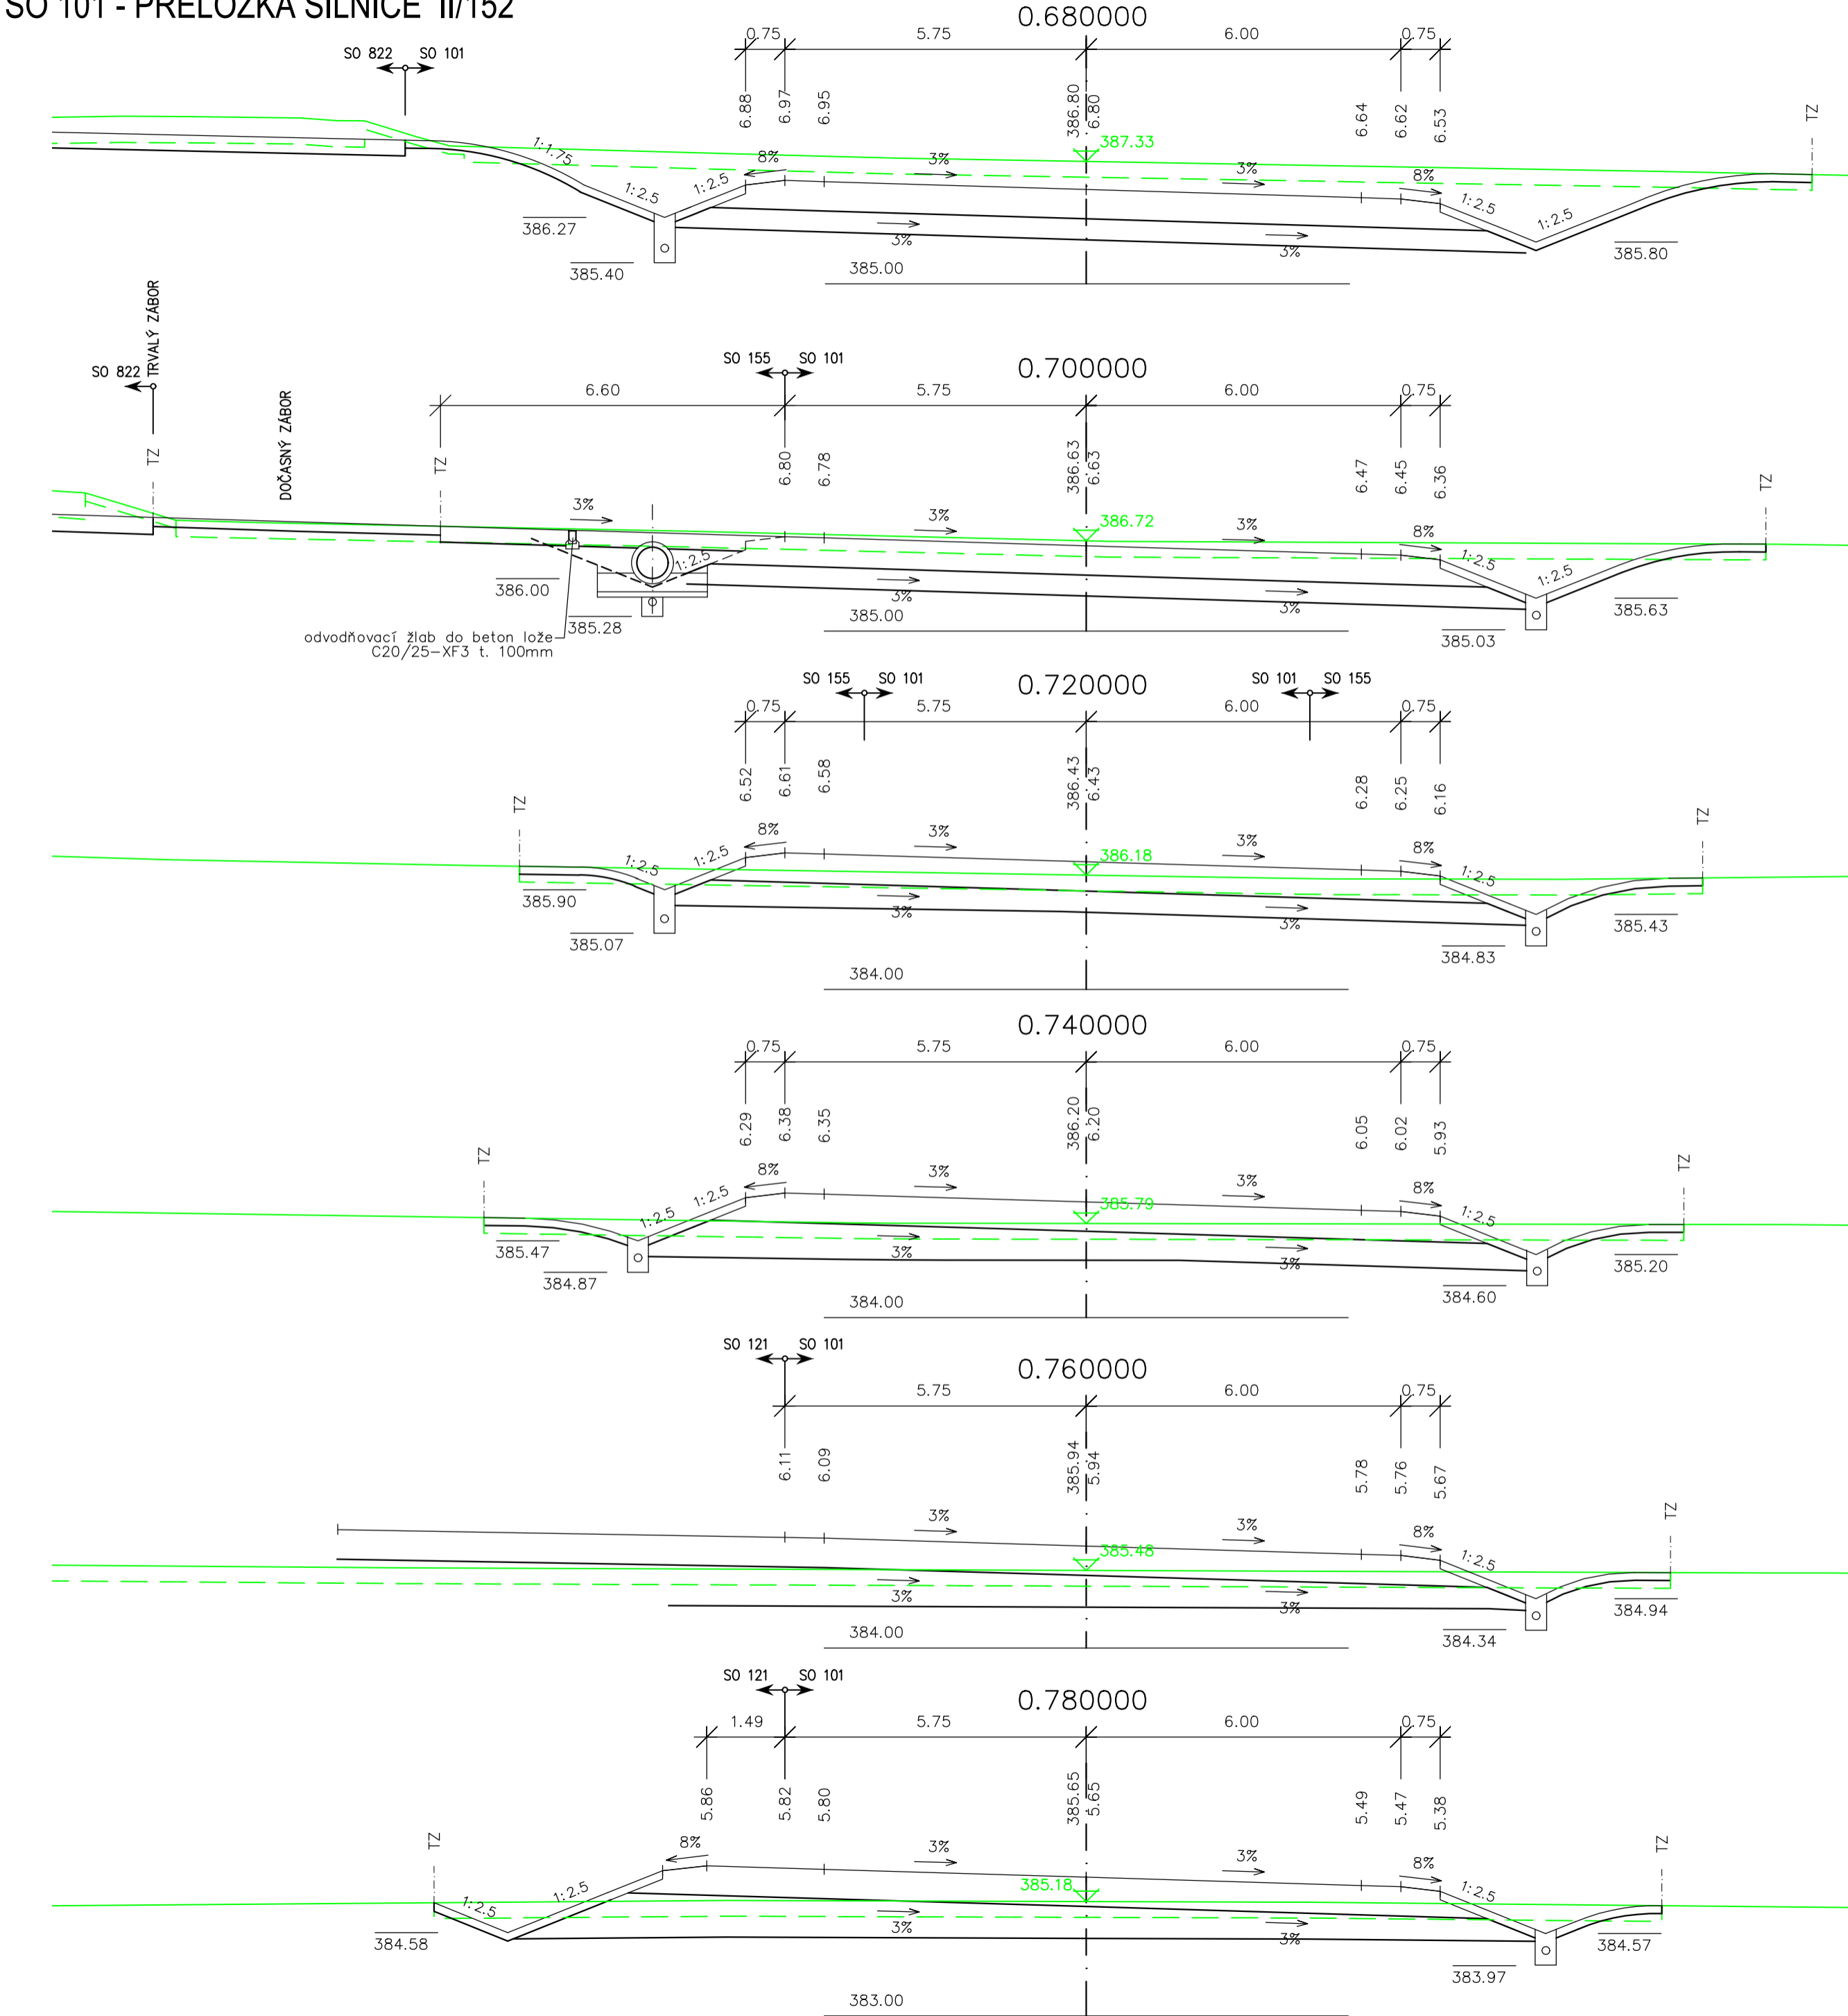 SO 101 - PŘELOŽKA SILNICE II/152
0.680000
SO 822 SO 101
0.75 5.75 6.00 0.75
6.88 6.97 6.95 386.80 6.80 6.64 6.62 6.53 TZ
387.33
1:1.75 1:2.5 1:2.5 8% 3% 3% 8% 1:2.5 1:2.5
386.27 3% 3% 385.80
385.40 385.00
0.700000
SO 822 TRVALÝ ZÁBOR
DOČASNÝ ZÁBOR
SO 155 SO 101
6.60 5.75 6.00 0.75
TZ TZ 6.80 6.78 386.63 6.63 6.47 6.45 6.36 TZ
386.72
3% 3% 3% 8% 1:2.5 1:2.5 1:2.5
386.00 3% 3% 385.63
385.28 385.00 385.03
odvodňovací žlab do beton lože
C20/25-XF3 t. 100mm
0.720000
SO 155 SO 101 SO 101 SO 155
0.75 5.75 6.00 0.75
TZ 6.52 6.61 6.58 386.43 6.43 6.28 6.25 6.16 TZ
386.18
1:2.5 1:2.5 8% 3% 3% 8% 1:2.5
385.90 3% 3% 385.43
385.07 384.83
384.00
0.740000
0.75 5.75 6.00 0.75
TZ 6.29 6.38 6.35 386.20 6.20 6.05 6.02 5.93 TZ
385.79
1:2.5 1:2.5 8% 3% 3% 8% 1:2.5
385.47 3% 3% 385.20
384.87 384.60
384.00
SO 121 SO 101
0.760000
5.75 6.00 0.75
6.11 6.09 385.94 5.94 5.78 5.76 5.67 TZ
385.48
3% 3% 8% 1:2.5
3% 3% 384.94
384.00 384.34
SO 121 SO 101
0.780000
1.49 5.75 6.00 0.75
TZ 5.86 5.82 5.80 385.65 5.65 5.49 5.47 5.38 TZ
385.18
1:2.5 1:2.5 8% 3% 3% 8% 1:2.5
384.58 3% 3% 384.57
383.97
383.00